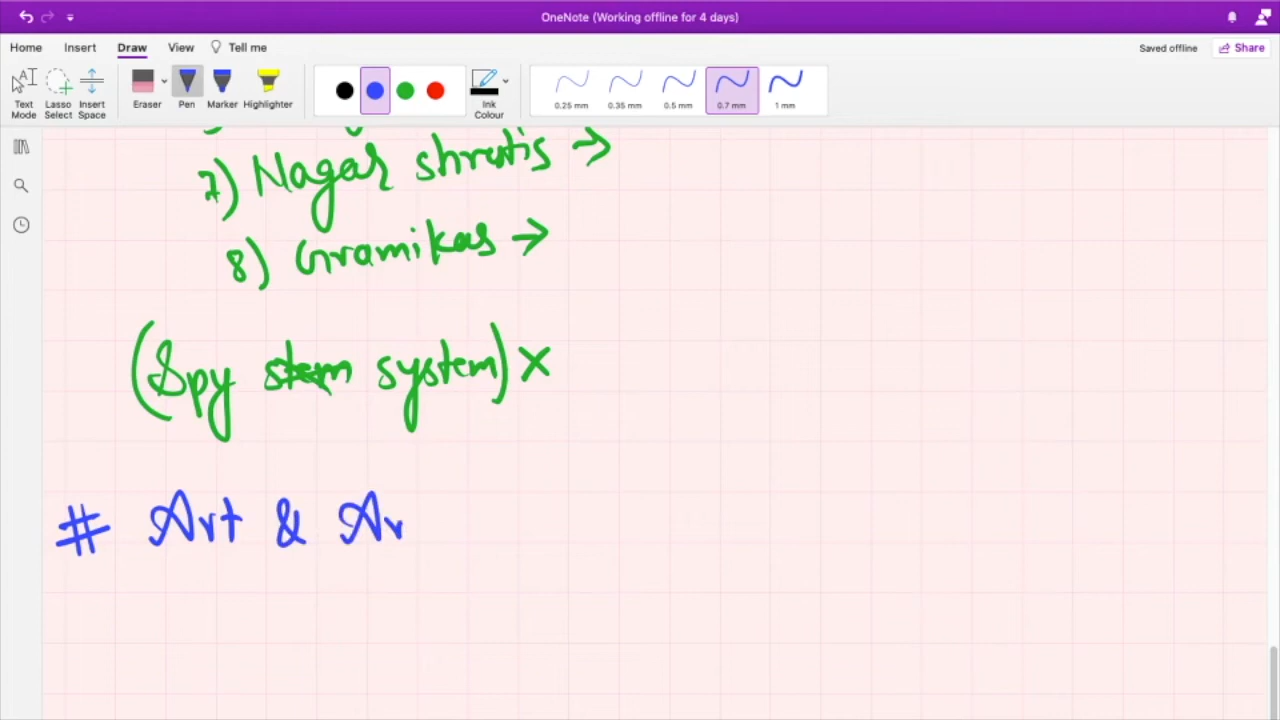 OneNote (Working offline for 4 days)
Home Insert Draw View Tell me
Saved offline Share
Text Mode Lasso Select Insert Space Eraser Pen Marker Highlighter Ink Colour 0.25 mm 0.35 mm 0.5 mm 0.7 mm 1 mm
7) Nagar shretis →
8) Gramikas →
(Spy system) X
# Art & Ar